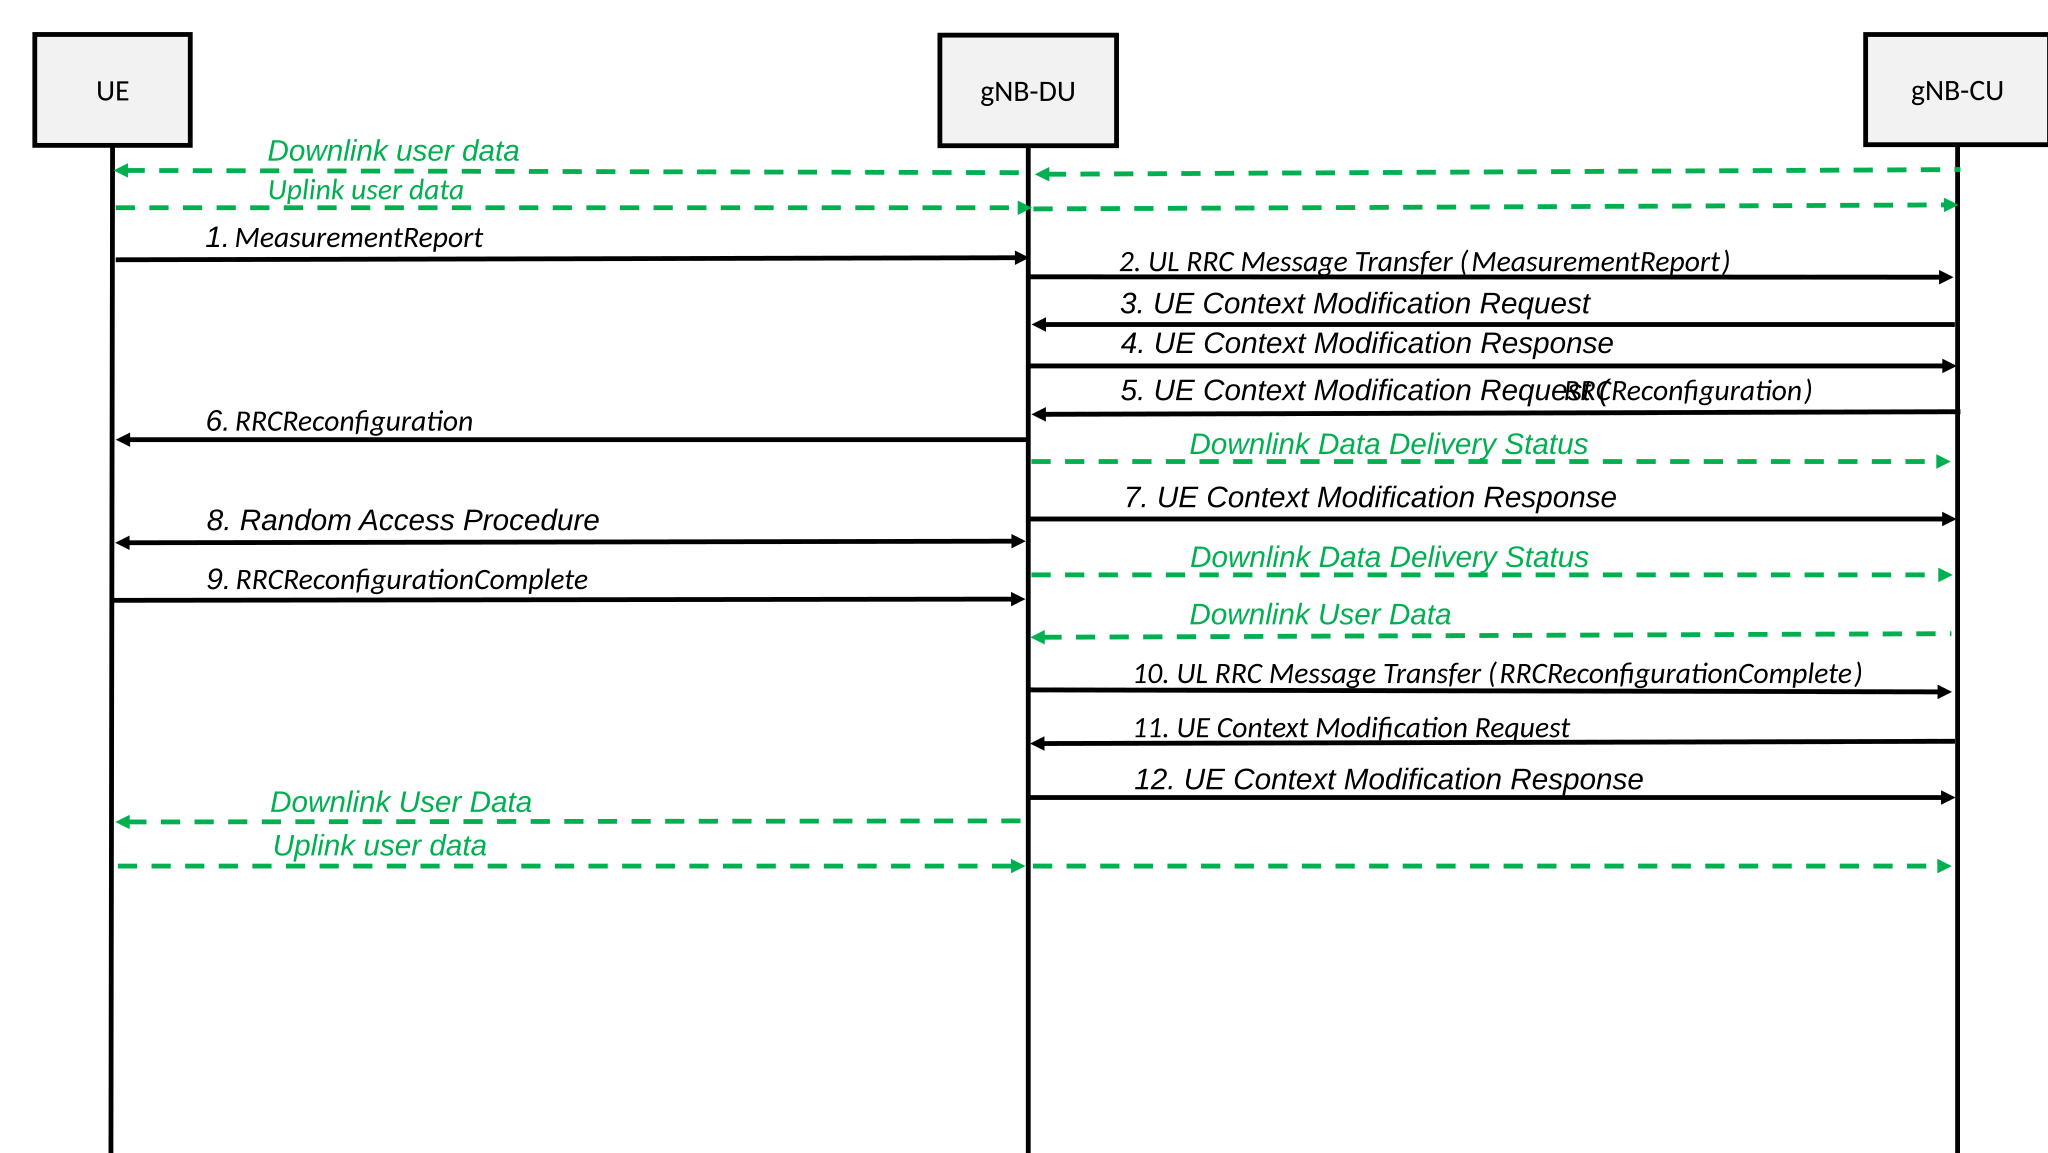 UE
gNB-DU
gNB-CU
Downlink user data
Uplink user data
1. MeasurementReport
2. UL RRC Message Transfer (MeasurementReport)
3. UE Context Modification Request
4. UE Context Modification Response
5. UE Context Modification Request (RRCReconfiguration)
6. RRCReconfiguration
Downlink Data Delivery Status
7. UE Context Modification Response
8. Random Access Procedure
Downlink Data Delivery Status
9. RRCReconfigurationComplete
Downlink User Data
10. UL RRC Message Transfer (RRCReconfigurationComplete)
11. UE Context Modification Request
12. UE Context Modification Response
Downlink User Data
Uplink user data